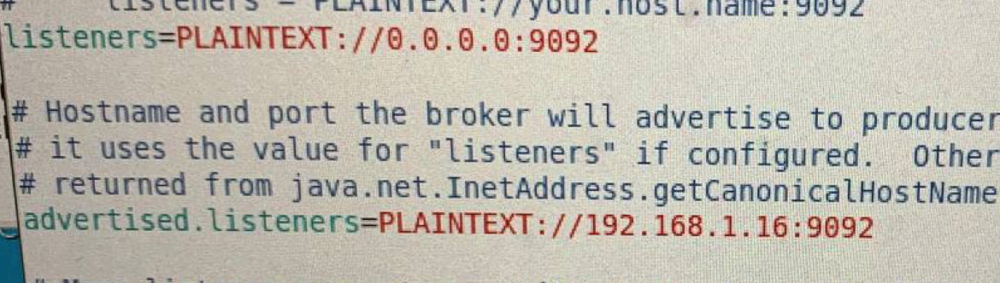 # listeners = PLAINTEXT://your.host.name:9092
listeners=PLAINTEXT://0.0.0.0:9092
# Hostname and port the broker will advertise to producer
# it uses the value for "listeners" if configured. Other
# returned from java.net.InetAddress.getCanonicalHostName
advertised.listeners=PLAINTEXT://192.168.1.16:9092